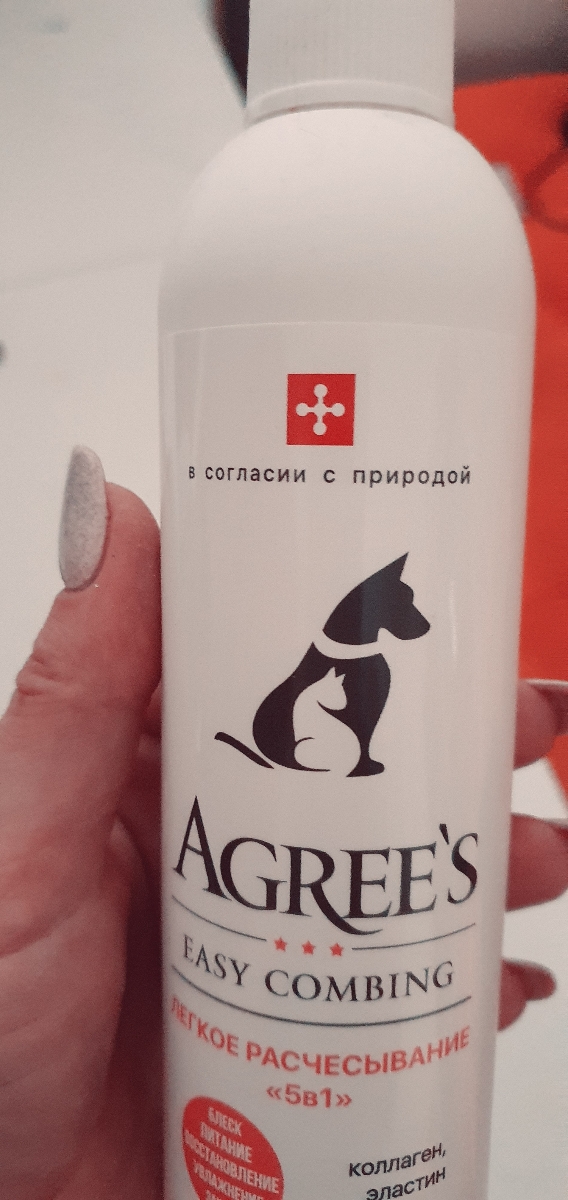 в согласии с природой
AGREE`S
EASY COMBING
ЛЕГКОЕ РАСЧЕСЫВАНИЕ
«5в1»
БЛЕСК
ПИТАНИЕ
ВОССТАНОВЛЕНИЕ
УВЛАЖНЕНИЕ
коллаген,
эластин